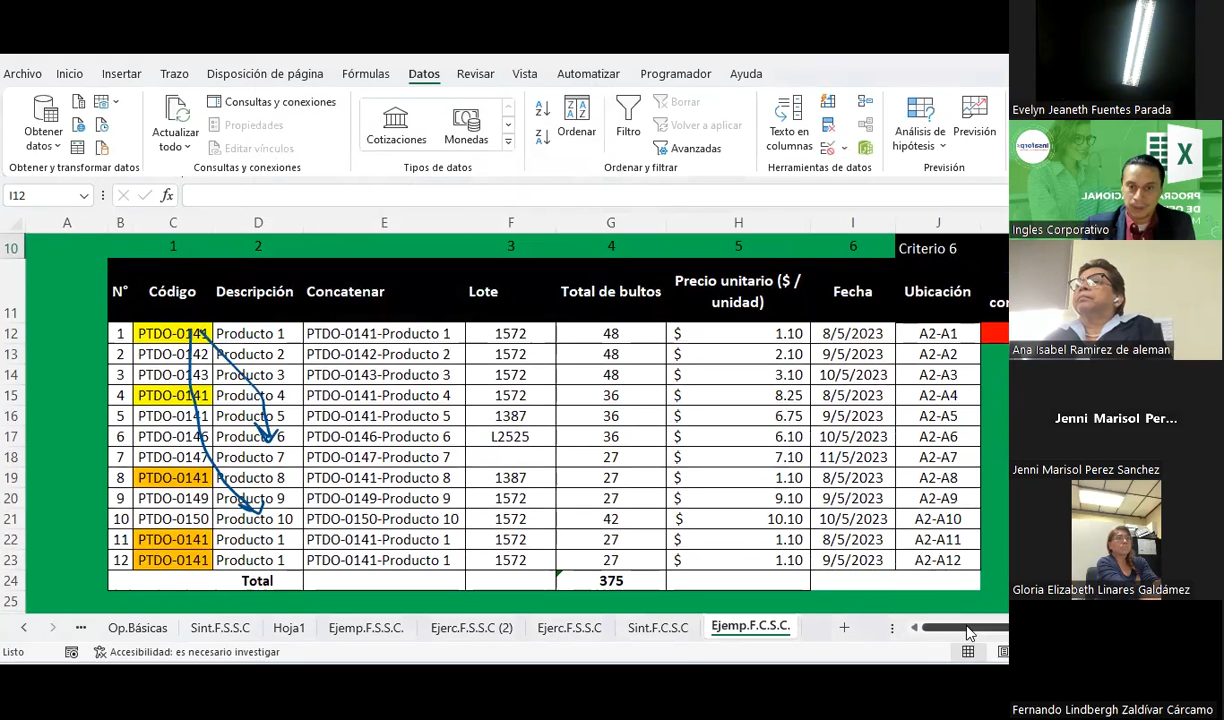 Archivo Inicio Insertar Trazo Disposición de página Fórmulas Datos Revisar Vista Automatizar Programador Ayuda
Obtener datos
Actualizar todo
Consultas y conexiones
Propiedades
Editar vínculos
Cotizaciones
Monedas
Ordenar
Filtro
Borrar
Volver a aplicar
Avanzadas
Texto en columnas
Análisis de hipótesis
Previsión
Obtener y transformar datos Consultas y conexiones Tipos de datos Ordenar y filtrar Herramientas de datos Previsión
I12 fx
A B C D E F G H I J
10 1 2 3 4 5 6 Criterio 6
11 N° Código Descripción Concatenar Lote Total de bultos Precio unitario ($ / unidad) Fecha Ubicación
12 1 PTDO-0141 Producto 1 PTDO-0141-Producto 1 1572 48 $ 1.10 8/5/2023 A2-A1
13 2 PTDO-0142 Producto 2 PTDO-0142-Producto 2 1572 48 $ 2.10 9/5/2023 A2-A2
14 3 PTDO-0143 Producto 3 PTDO-0143-Producto 3 1572 48 $ 3.10 10/5/2023 A2-A3
15 4 PTDO-0141 Producto 4 PTDO-0141-Producto 4 1572 36 $ 8.25 8/5/2023 A2-A4
16 5 PTDO-0141 Producto 5 PTDO-0141-Producto 5 1387 36 $ 6.75 9/5/2023 A2-A5
17 6 PTDO-0146 Producto 6 PTDO-0146-Producto 6 L2525 36 $ 6.10 10/5/2023 A2-A6
18 7 PTDO-0147 Producto 7 PTDO-0147-Producto 7 27 $ 7.10 11/5/2023 A2-A7
19 8 PTDO-0141 Producto 8 PTDO-0141-Producto 8 1387 27 $ 1.10 8/5/2023 A2-A8
20 9 PTDO-0149 Producto 9 PTDO-0149-Producto 9 1572 27 $ 9.10 9/5/2023 A2-A9
21 10 PTDO-0150 Producto 10 PTDO-0150-Producto 10 1572 42 $ 10.10 10/5/2023 A2-A10
22 11 PTDO-0141 Producto 1 PTDO-0141-Producto 1 1572 27 $ 1.10 8/5/2023 A2-A11
23 12 PTDO-0141 Producto 1 PTDO-0141-Producto 1 1572 27 $ 1.10 9/5/2023 A2-A12
24 Total 375
25
Op.Básicas Sint.F.S.S.C Hoja1 Ejemp.F.S.S.C. Ejerc.F.S.S.C (2) Ejerc.F.S.S.C Sint.F.C.S.C Ejemp.F.C.S.C.
Listo Accesibilidad: es necesario investigar
Evelyn Jeaneth Fuentes Parada
Ingles Corporativo
Ana Isabel Ramirez de aleman
Jenni Marisol Per...
Jenni Marisol Perez Sanchez
Gloria Elizabeth Linares Galdámez
Fernando Lindbergh Zaldívar Cárcamo